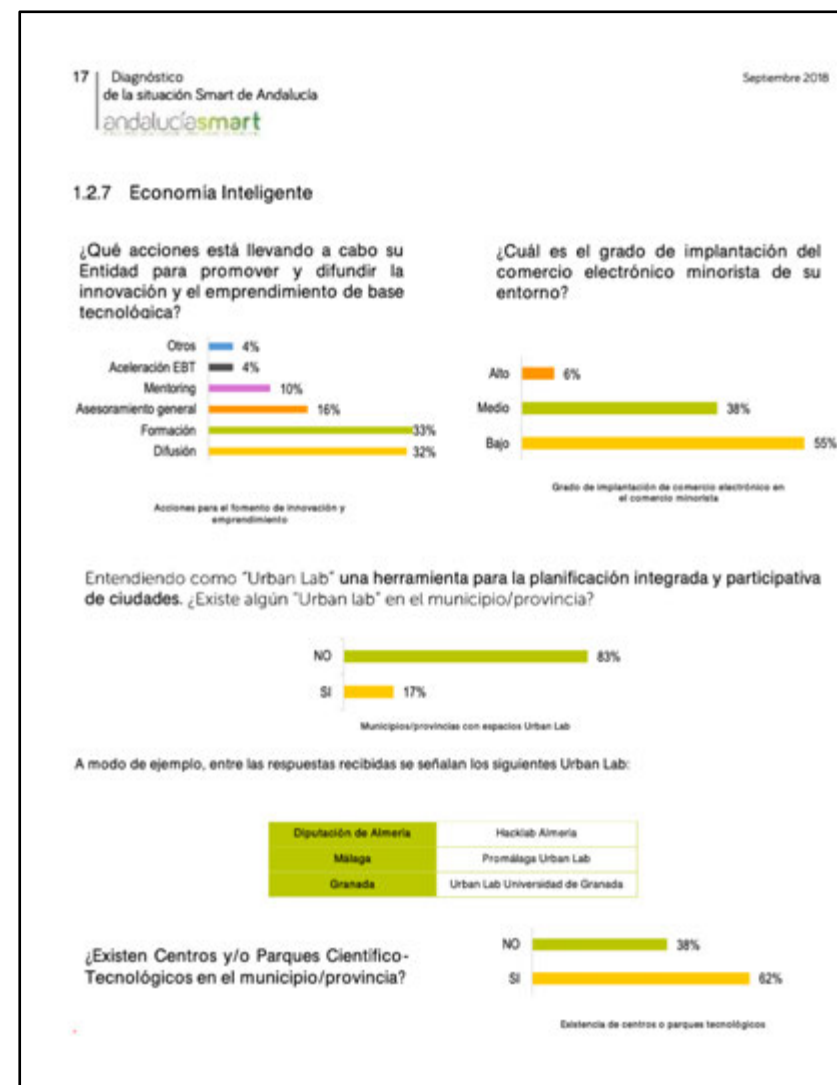 17 | Diagnóstico
Septiembre 2018
de la situación Smart de Andalucía
andalucíasmart
1.2.7 Economía Inteligente
¿Qué acciones está llevando a cabo su
Entidad para promover y difundir la
innovación y el emprendimiento de base
tecnológica?
Otros 4%
Aceleración EBT 4%
Mentoring 10%
Asesoramiento general 16%
Formación 33%
Difusión 32%
Acciones para el fomento de innovación y
emprendimiento
¿Cuál es el grado de implantación del
comercio electrónico minorista de su
entorno?
Alto 6%
Medio 38%
Bajo 55%
Grado de implantación de comercio electrónico en
el comercio minorista
Entendiendo como "Urban Lab" una herramienta para la planificación integrada y participativa
de ciudades. ¿Existe algún "Urban lab" en el municipio/provincia?
NO 83%
SI 17%
Municipios/provincias con espacios Urban Lab
A modo de ejemplo, entre las respuestas recibidas se señalan los siguientes Urban Lab:
Diputación de Almería Hacklab Almería
Málaga Promálaga Urban Lab
Granada Urban Lab Universidad de Granada
¿Existen Centros y/o Parques Científico-
Tecnológicos en el municipio/provincia?
NO 38%
SI 62%
Existencia de centros o parques tecnológicos